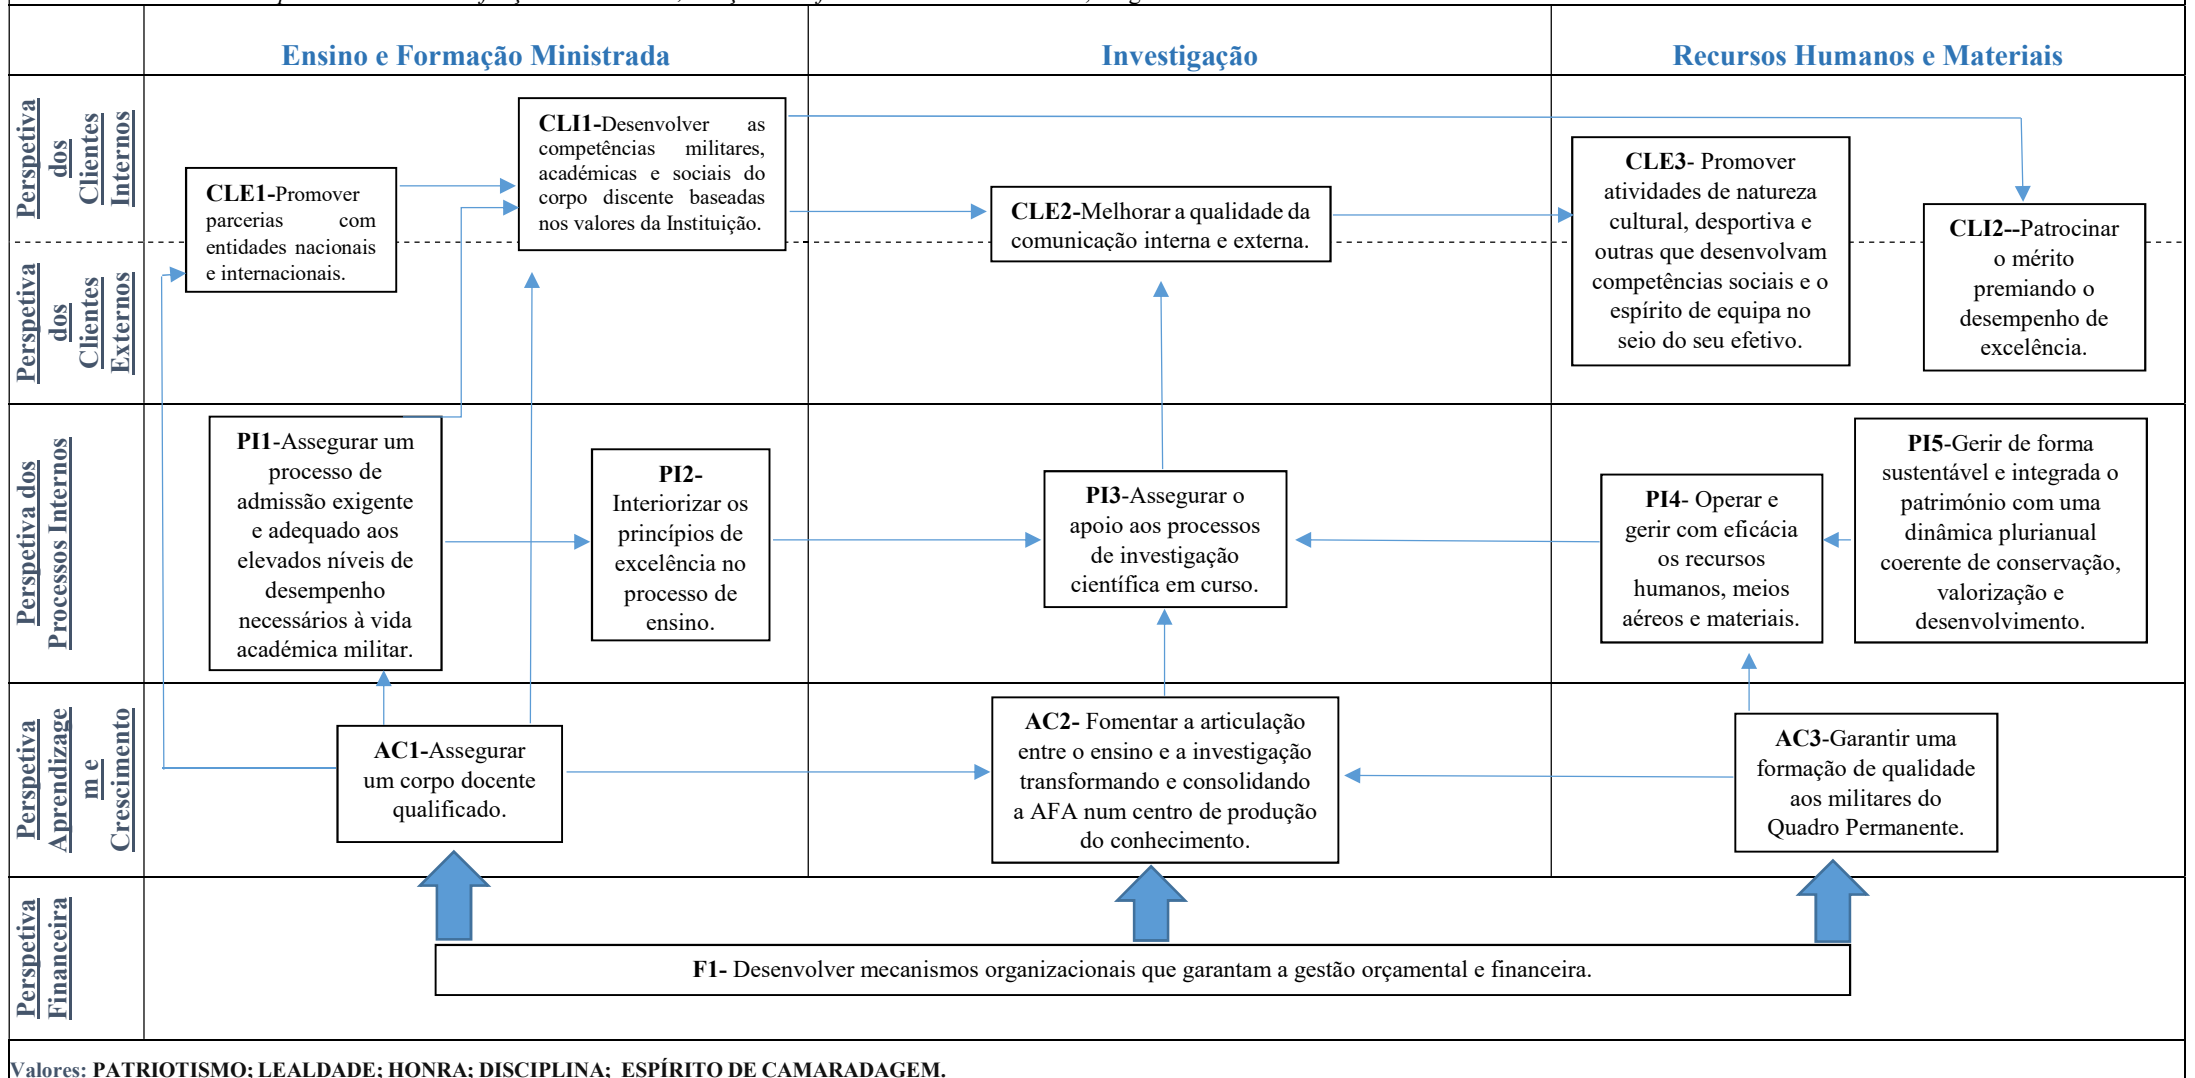 Ensino e Formação Ministrada
Investigação
Recursos Humanos e Materiais
Perspetiva
dos
Clientes
Internos
CLE1-Promover
parcerias com
entidades nacionais
e internacionais.
CLI1-Desenvolver as
competências militares,
académicas e sociais do
corpo discente baseadas
nos valores da Instituição.
CLE2-Melhorar a qualidade da
comunicação interna e externa.
CLE3- Promover
atividades de natureza
cultural, desportiva e
outras que desenvolvam
competências sociais e o
espírito de equipa no
seio do seu efetivo.
CLI2--Patrocinar
o mérito
premiando o
desempenho de
excelência.
Perspetiva
dos
Clientes
Externos
Perspetiva dos
Processos Internos
PI1-Assegurar um
processo de
admissão exigente
e adequado aos
elevados níveis de
desempenho
necessários à vida
académica militar.
PI2-
Interiorizar os
princípios de
excelência no
processo de
ensino.
PI3-Assegurar o
apoio aos processos
de investigação
científica em curso.
PI4- Operar e
gerir com eficácia
os recursos
humanos, meios
aéreos e materiais.
PI5-Gerir de forma
sustentável e integrada o
património com uma
dinâmica plurianual
coerente de conservação,
valorização e
desenvolvimento.
Perspetiva
Aprendizage
m e
Crescimento
AC1-Assegurar
um corpo docente
qualificado.
AC2- Fomentar a articulação
entre o ensino e a investigação
transformando e consolidando
a AFA num centro de produção
do conhecimento.
AC3-Garantir uma
formação de qualidade
aos militares do
Quadro Permanente.
Perspetiva
Financeira
F1- Desenvolver mecanismos organizacionais que garantam a gestão orçamental e financeira.
Valores: PATRIOTISMO; LEALDADE; HONRA; DISCIPLINA; ESPÍRITO DE CAMARADAGEM.